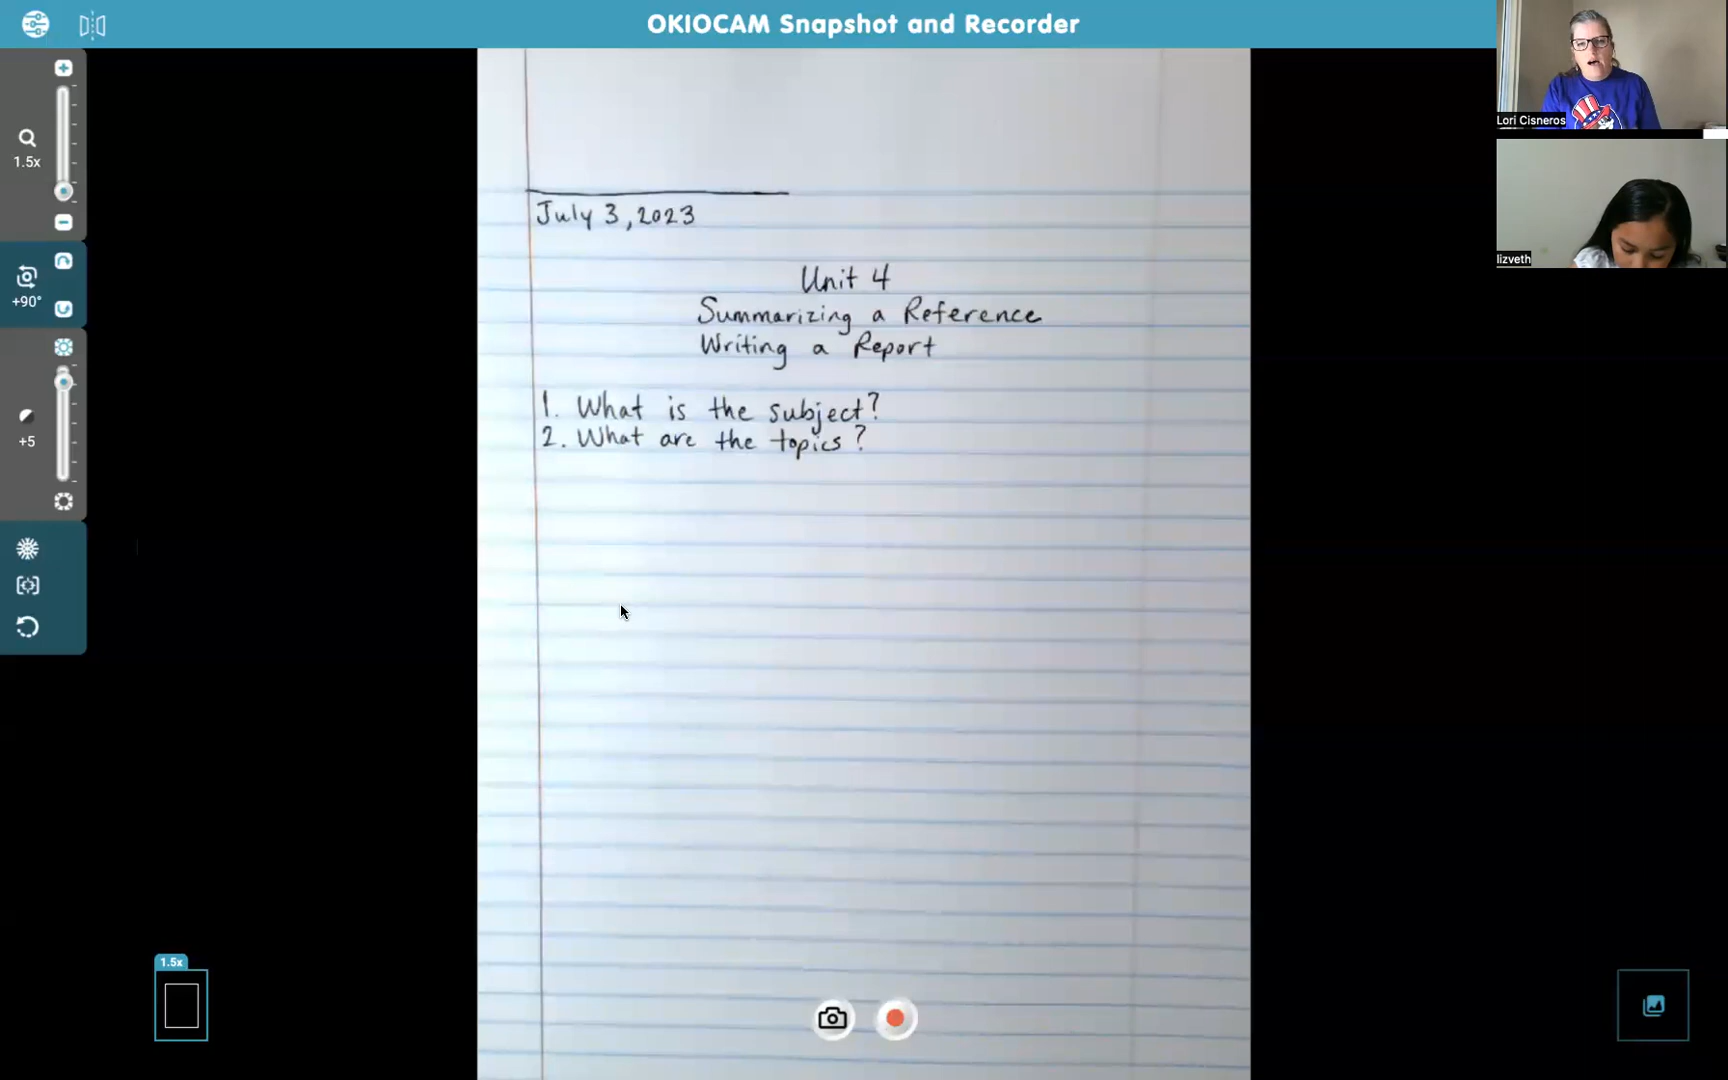 OKIOCAM Snapshot and Recorder
1.5x
+90°
+5
July 3, 2023
Unit 4
Summarizing a Reference
Writing a Report
1. What is the subject?
2. What are the topics?
1.5x
Lori Cisneros
lizveth